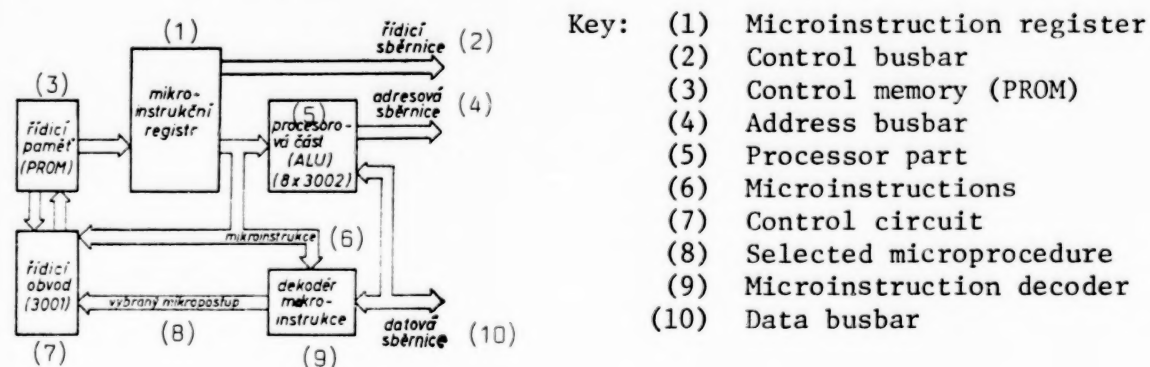 (1)
mikro-
instrukční
registr
řídicí
sběrnice
(2)
(3)
řídicí
paměť
(PROM)
adresová
sběrnice
(4)
(5)
procesoro-
vá část
(ALU)
(8x3002)
mikroinstrukce
(6)
řídicí
obvod
(3001)
(7)
vybraný mikropostup
(8)
dekodér
makro-
instrukce
(9)
datová
sběrnice
(10)
Key: (1) Microinstruction register
(2) Control busbar
(3) Control memory (PROM)
(4) Address busbar
(5) Processor part
(6) Microinstructions
(7) Control circuit
(8) Selected microprocedure
(9) Microinstruction decoder
(10) Data busbar